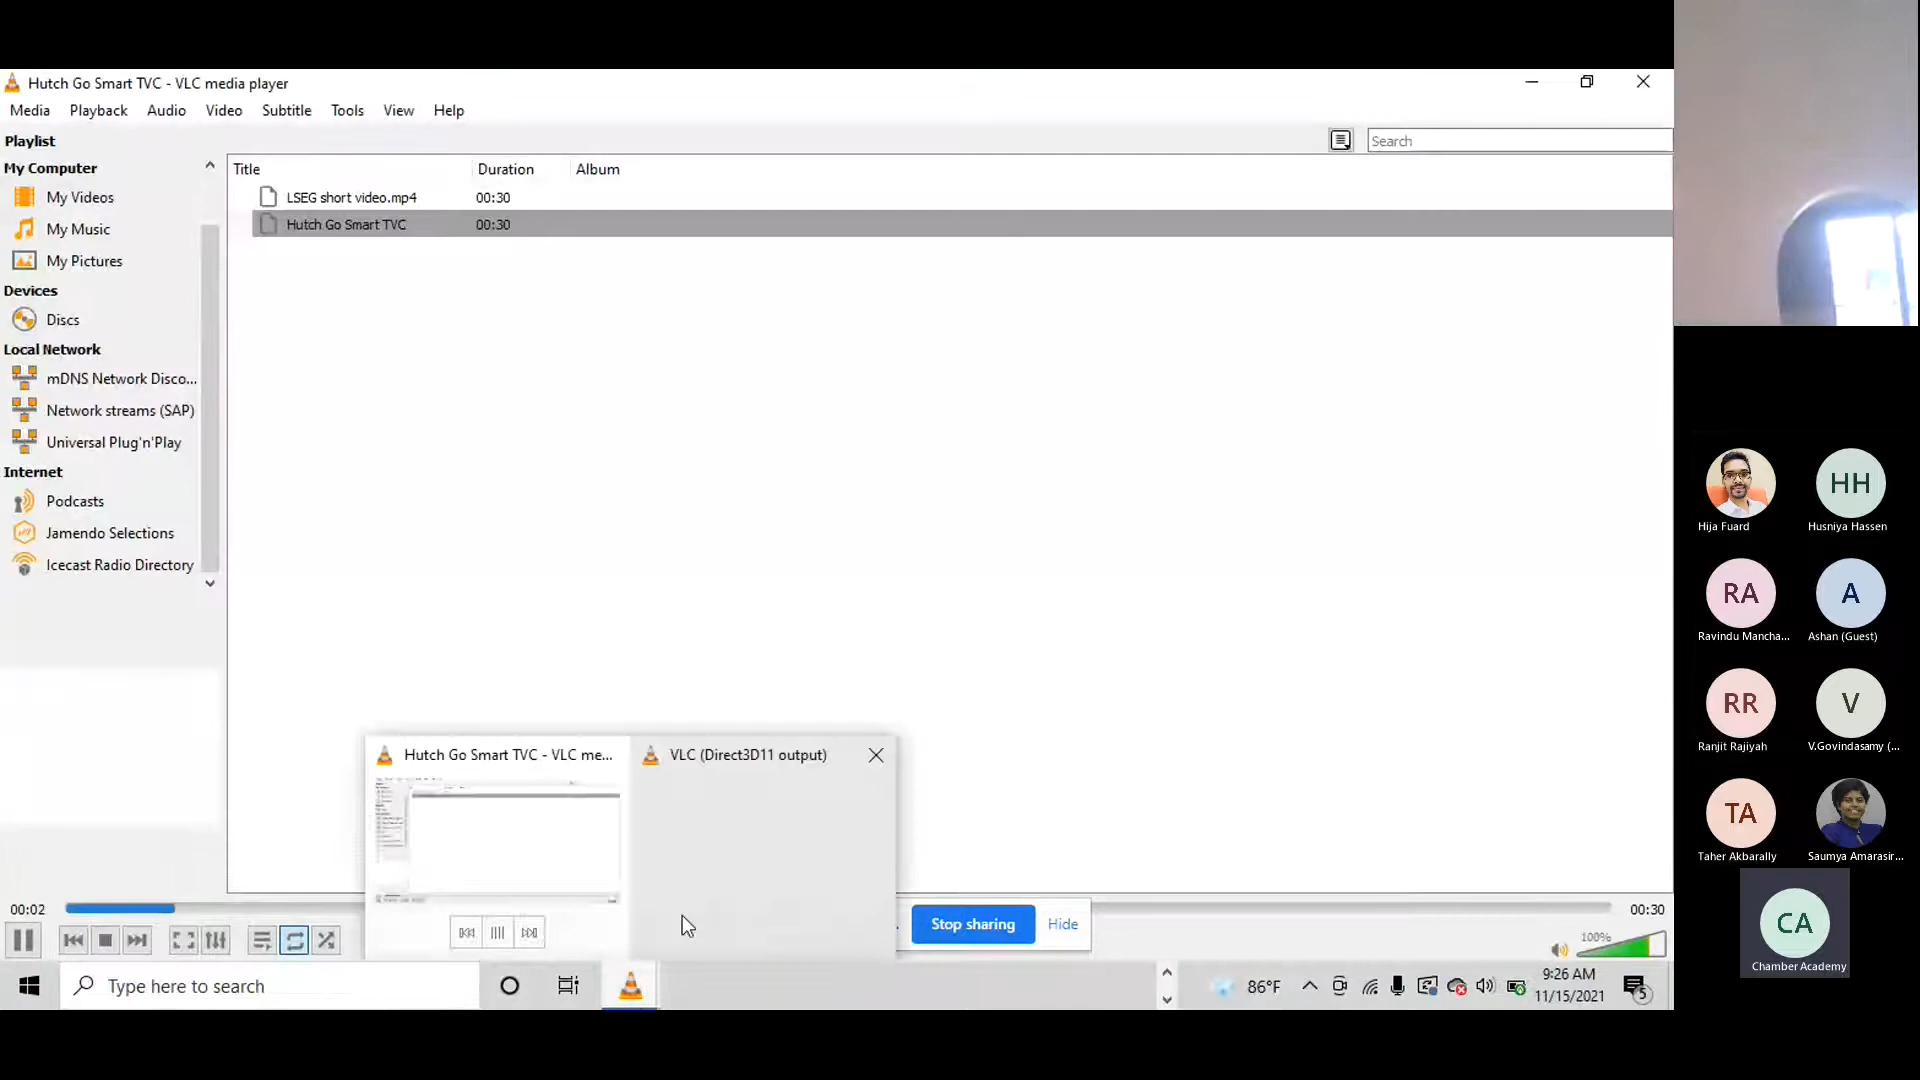 Hutch Go Smart TVC - VLC media player
Media Playback Audio Video Subtitle Tools View Help
Playlist
Search
My Computer
My Videos
My Music
My Pictures
Devices
Discs
Local Network
mDNS Network Disco...
Network streams (SAP)
Universal Plug'n'Play
Internet
Podcasts
Jamendo Selections
Icecast Radio Directory
Title Duration Album
LSEG short video.mp4 00:30
Hutch Go Smart TVC 00:30
Hutch Go Smart TVC - VLC me...
VLC (Direct3D11 output)
00:02
Stop sharing Hide
00:30
100%
Type here to search
86°F
9:26 AM
11/15/2021
5
Hija Fuard
HH
Husniya Hassen
RA
Ravindu Mancha...
A
Ashan (Guest)
RR
Ranjit Rajiyah
V
V.Govindasamy (...
TA
Taher Akbarally
Saumya Amarasir...
CA
Chamber Academy